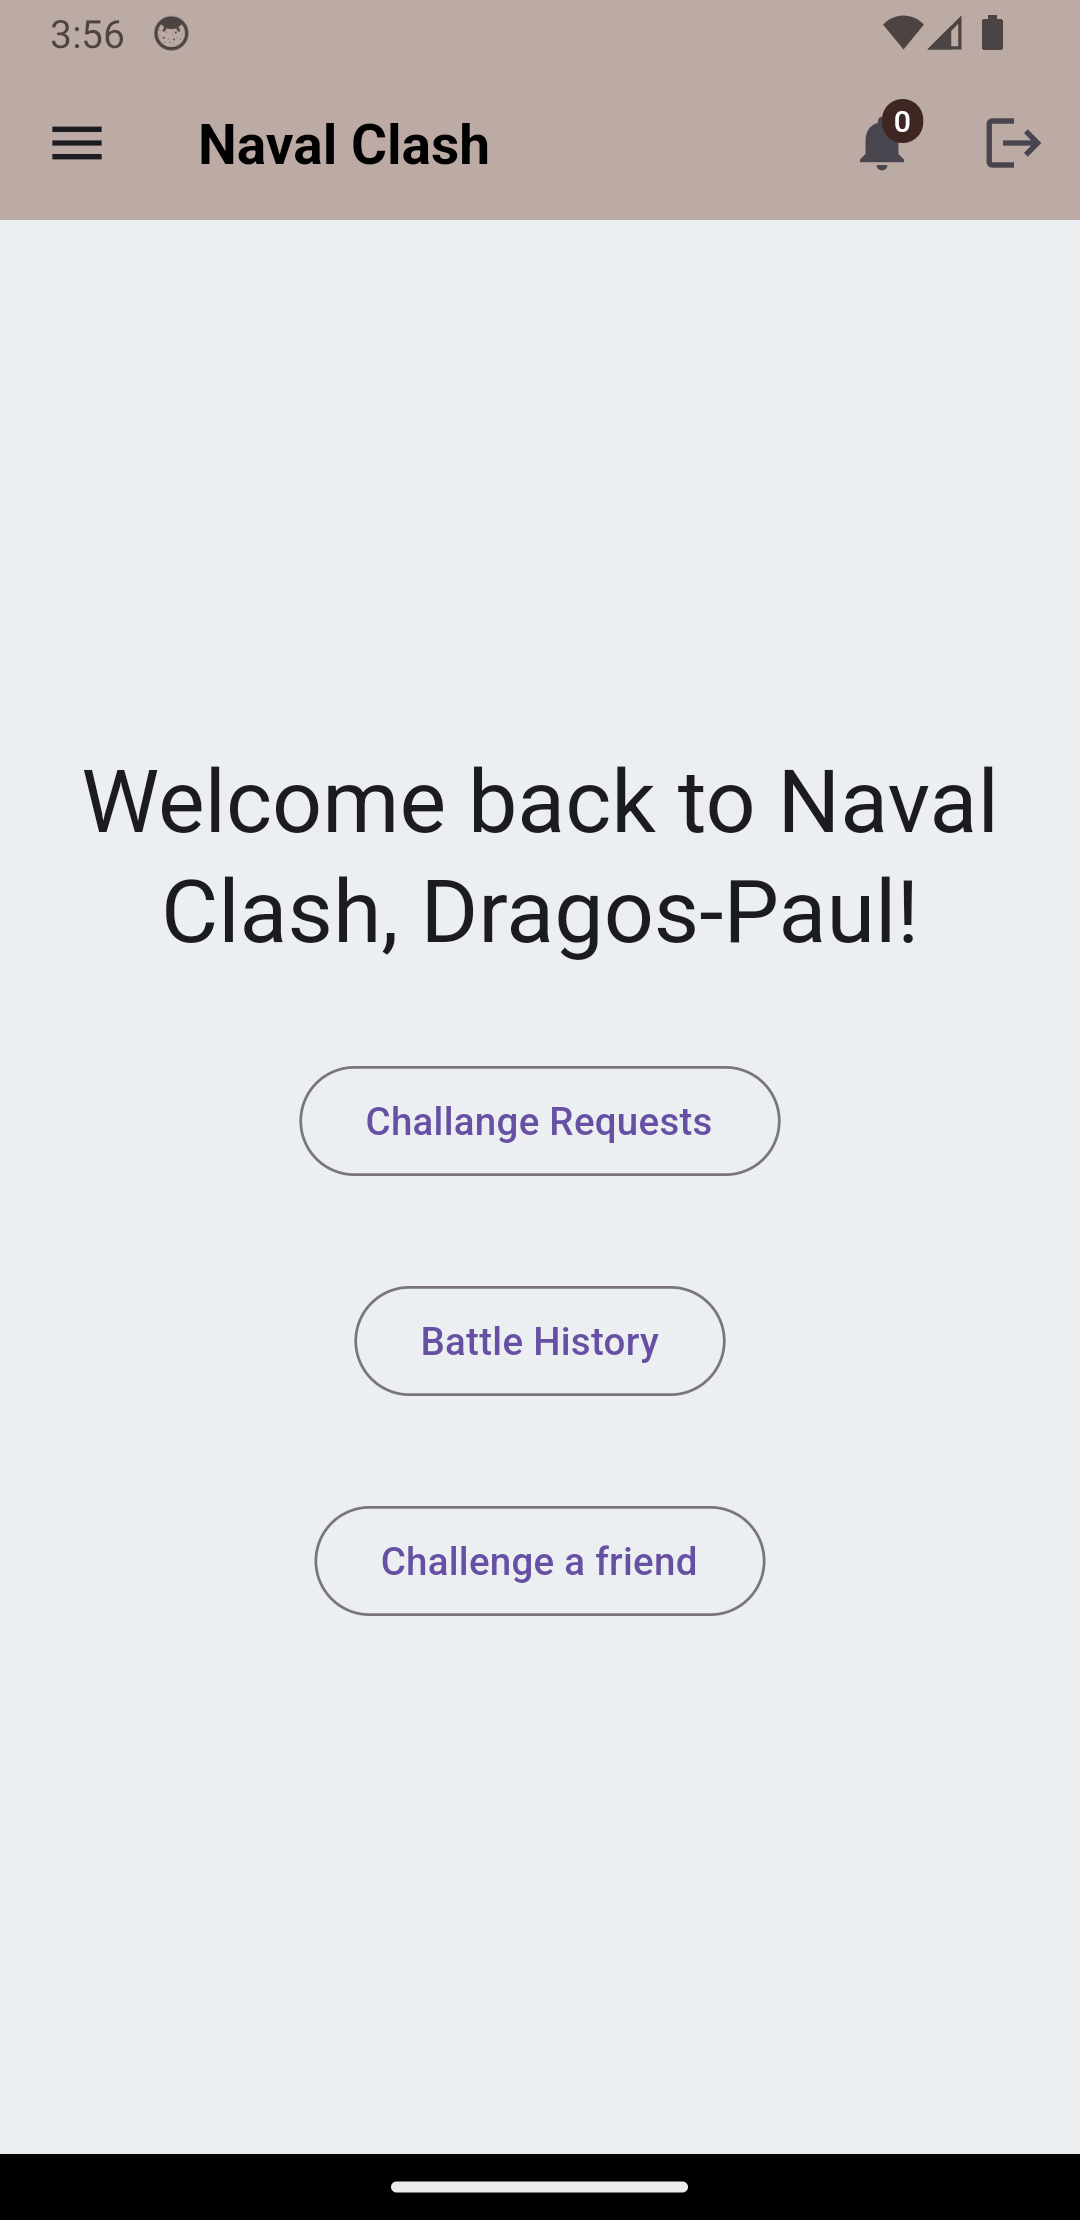 3:56
Naval Clash
0
Welcome back to Naval
Clash, Dragos-Paul!
Challange Requests
Battle History
Challenge a friend